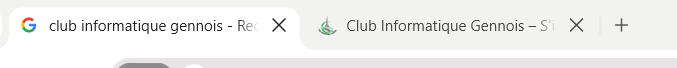 club informatique gennois - Rec
Club Informatique Gennois – S'i